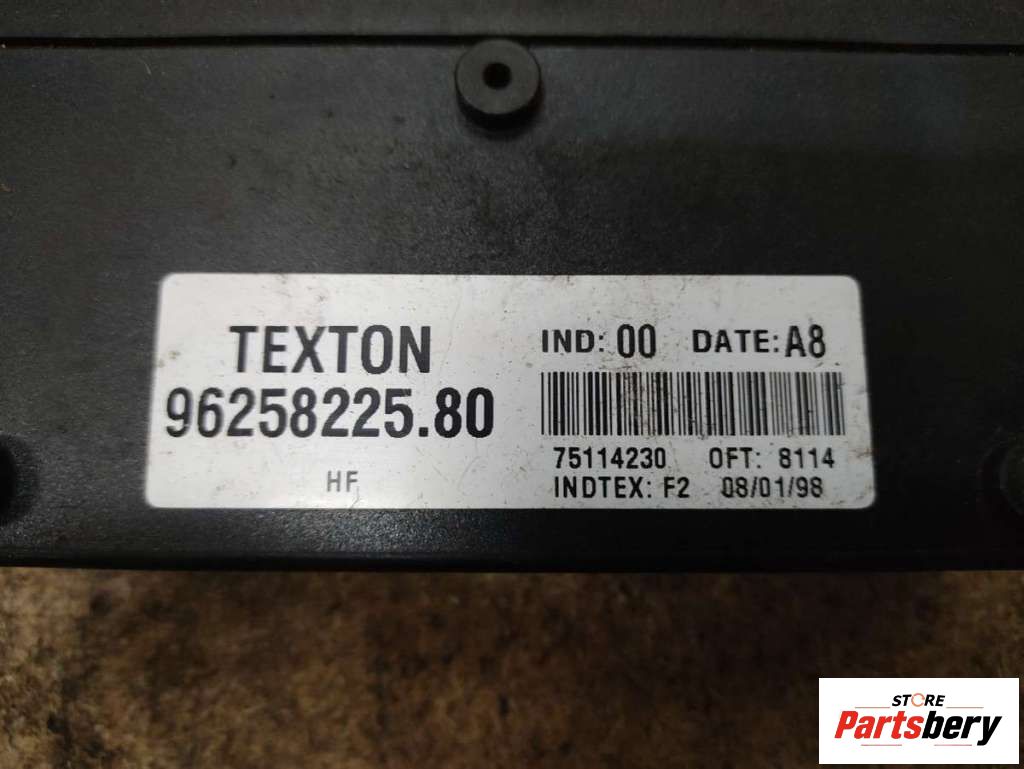 TEXTON
96258225.80
HF
IND: 00 DATE: A8
75114230 OFT: 8114
INDTEX: F2 08/01/98
STORE
Partsbery